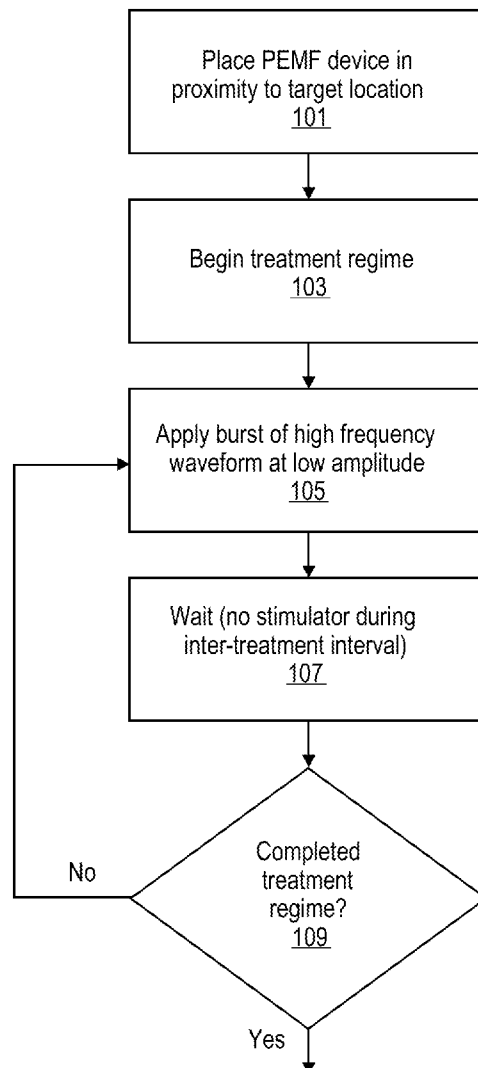 Place PEMF device in
proximity to target location
101
Begin treatment regime
103
Apply burst of high frequency
waveform at low amplitude
105
Wait (no stimulator during
inter-treatment interval)
107
Completed
treatment
regime?
109
No
Yes